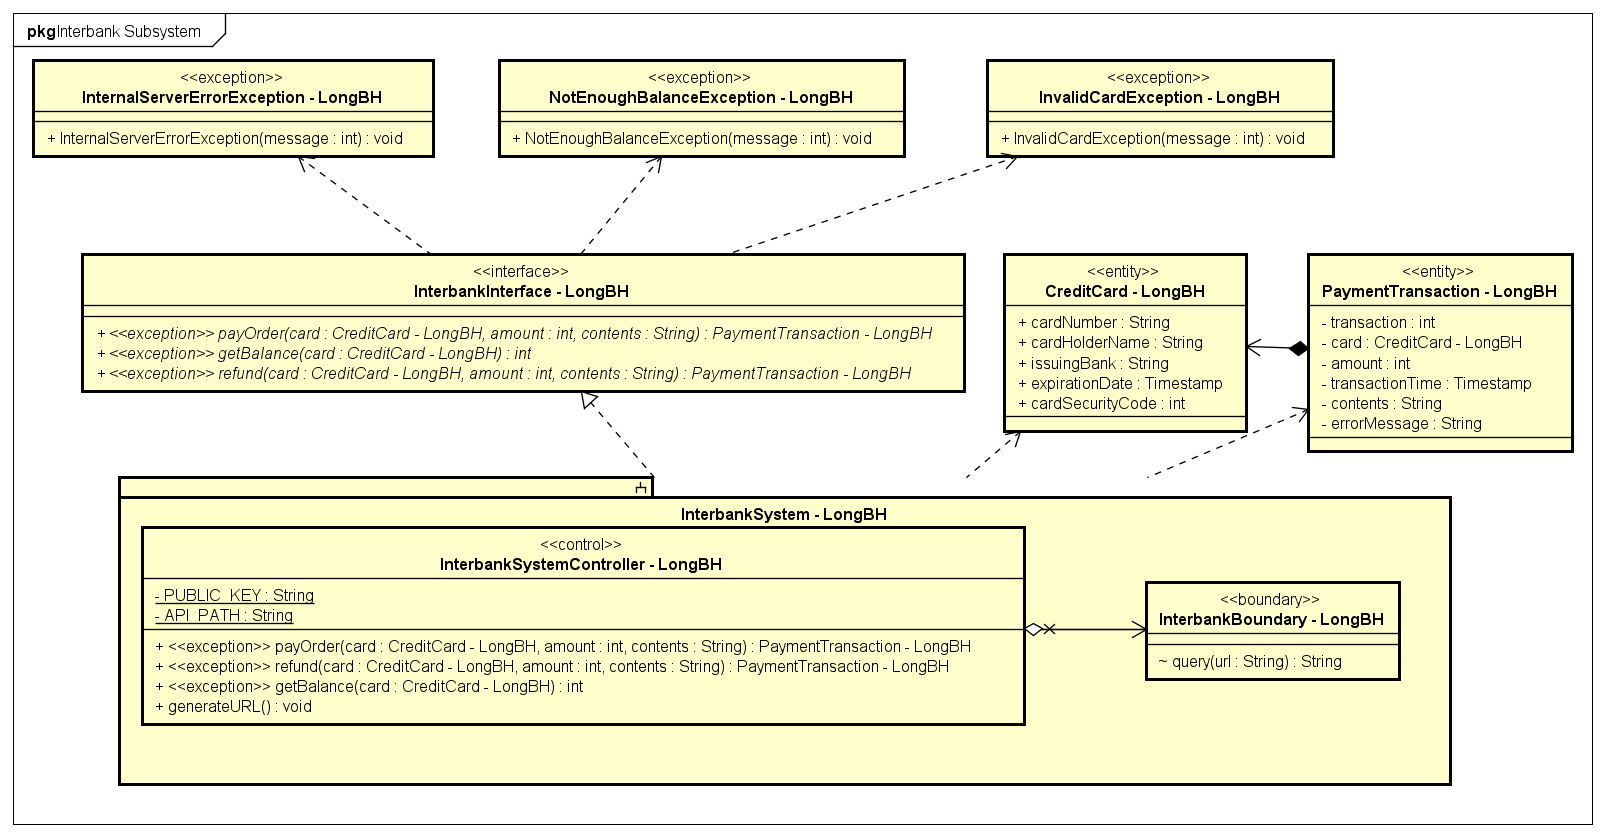 pkgInterbank Subsystem
<<exception>>
InternalServerErrorException - LongBH
+ InternalServerErrorException(message : int) : void
<<exception>>
NotEnoughBalanceException - LongBH
+ NotEnoughBalanceException(message : int) : void
<<exception>>
InvalidCardException - LongBH
+ InvalidCardException(message : int) : void
<<interface>>
InterbankInterface - LongBH
+ <<exception>> payOrder(card : CreditCard - LongBH, amount : int, contents : String) : PaymentTransaction - LongBH
+ <<exception>> getBalance(card : CreditCard - LongBH) : int
+ <<exception>> refund(card : CreditCard - LongBH, amount : int, contents : String) : PaymentTransaction - LongBH
<<entity>>
CreditCard - LongBH
+ cardNumber : String
+ cardHolderName : String
+ issuingBank : String
+ expirationDate : Timestamp
+ cardSecurityCode : int
<<entity>>
PaymentTransaction - LongBH
- transaction : int
- card : CreditCard - LongBH
- amount : int
- transactionTime : Timestamp
- contents : String
- errorMessage : String
InterbankSystem - LongBH
<<control>>
InterbankSystemController - LongBH
- PUBLIC_KEY : String
- API_PATH : String
+ <<exception>> payOrder(card : CreditCard - LongBH, amount : int, contents : String) : PaymentTransaction - LongBH
+ <<exception>> refund(card : CreditCard - LongBH, amount : int, contents : String) : PaymentTransaction - LongBH
+ <<exception>> getBalance(card : CreditCard - LongBH) : int
+ generateURL() : void
<<boundary>>
InterbankBoundary - LongBH
~ query(url : String) : String